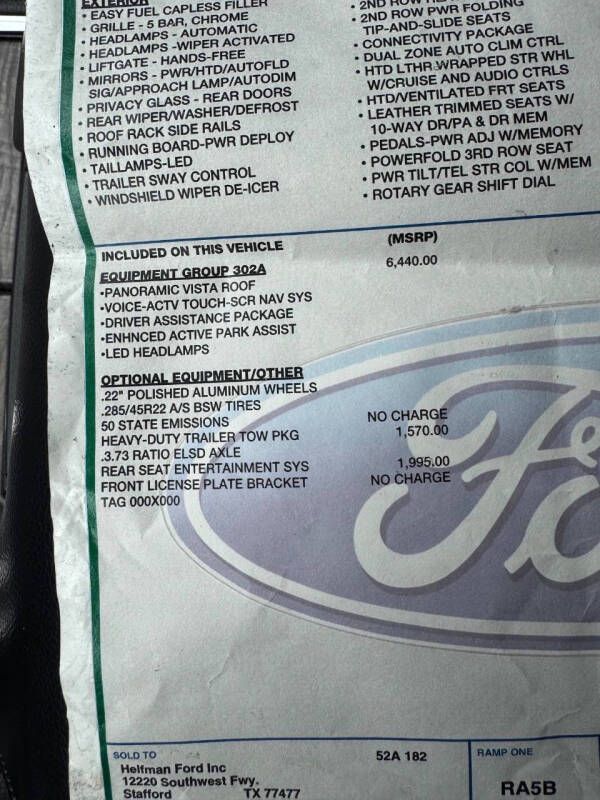 EXTERIOR
• EASY FUEL CAPLESS FILLER
• GRILLE - 5 BAR, CHROME
• HEADLAMPS - AUTOMATIC
• HEADLAMPS -WIPER ACTIVATED
• LIFTGATE - HANDS-FREE
• MIRRORS - PWR/HTD/AUTOFLD
SIG/APPROACH LAMP/AUTODIM
• PRIVACY GLASS - REAR DOORS
• REAR WIPER/WASHER/DEFROST
• ROOF RACK SIDE RAILS
• RUNNING BOARD-PWR DEPLOY
• TAILLAMPS-LED
• TRAILER SWAY CONTROL
• WINDSHIELD WIPER DE-ICER
• 2ND ROW
• 2ND ROW PWR FOLDING
TIP-AND-SLIDE SEATS
• CONNECTIVITY PACKAGE
• DUAL ZONE AUTO CLIM CTRL
• HTD LTHR WRAPPED STR WHL
W/CRUISE AND AUDIO CTRLS
• HTD/VENTILATED FRT SEATS
• LEATHER TRIMMED SEATS W/
10-WAY DR/PA & DR MEM
• PEDALS-PWR ADJ W/MEMORY
• POWERFOLD 3RD ROW SEAT
• PWR TILT/TEL STR COL W/MEM
• ROTARY GEAR SHIFT DIAL
INCLUDED ON THIS VEHICLE (MSRP)
EQUIPMENT GROUP 302A 6,440.00
•PANORAMIC VISTA ROOF
•VOICE-ACTV TOUCH-SCR NAV SYS
•DRIVER ASSISTANCE PACKAGE
•ENHNCED ACTIVE PARK ASSIST
•LED HEADLAMPS
OPTIONAL EQUIPMENT/OTHER
.22" POLISHED ALUMINUM WHEELS
.285/45R22 A/S BSW TIRES
50 STATE EMISSIONS NO CHARGE
HEAVY-DUTY TRAILER TOW PKG 1,570.00
.3.73 RATIO ELSD AXLE
REAR SEAT ENTERTAINMENT SYS 1,995.00
FRONT LICENSE PLATE BRACKET NO CHARGE
TAG 000X000
Fo
SOLD TO 52A 182
Helfman Ford Inc
12220 Southwest Fwy.
Stafford TX 77477
RAMP ONE
RA5B